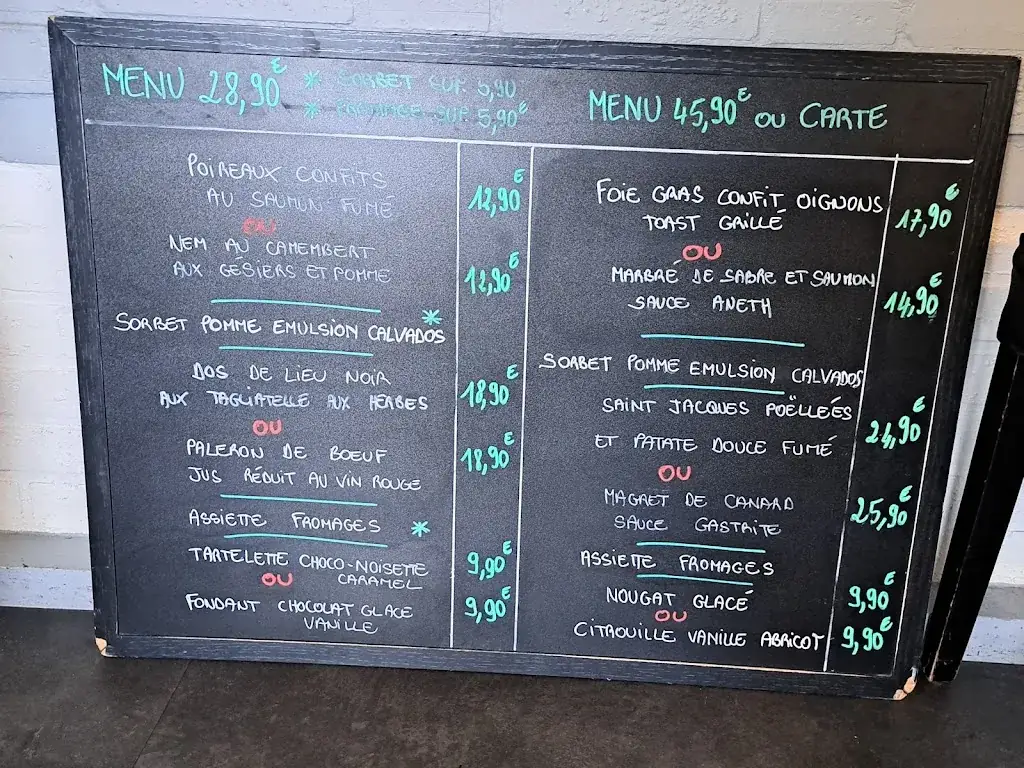 MENU 28,90€ * SORBET SUP 5,90
* FROMAGE SUP 5,90€
POIREAUX CONFITS
AU SAUMON FUMÉ 12,90€
OU
NEM AU CAMEMBERT
AUX GÉSIERS ET POMME 12,90€
SORBET POMME EMULSION CALVADOS *
DOS DE LIEU NOIR
AUX TAGLIATELLE AUX HERBES 18,90€
OU
PALERON DE BOEUF 18,90€
JUS RÉDUIT AU VIN ROUGE
ASSIETTE FROMAGES *
TARTELETTE CHOCO-NOISETTE 9,90€
CARAMEL
OU
FONDANT CHOCOLAT GLACE 9,90€
VANILLE
MENU 45,90€ OU CARTE
FOIE GRAS CONFIT OIGNONS
TOAST GRILLÉ 17,90€
OU
MARBRÉ DE SABRE ET SAUMON
SAUCE ANETH 14,90€
SORBET POMME EMULSION CALVADOS
SAINT JACQUES POËLLEÉS
ET PATATE DOUCE FUMÉ 24,90€
OU
MAGRET DE CANARD
SAUCE GASTRITE 25,90€
ASSIETTE FROMAGES
NOUGAT GLACÉ 9,90€
OU
CITROUILLE VANILLE ABRICOT 9,90€